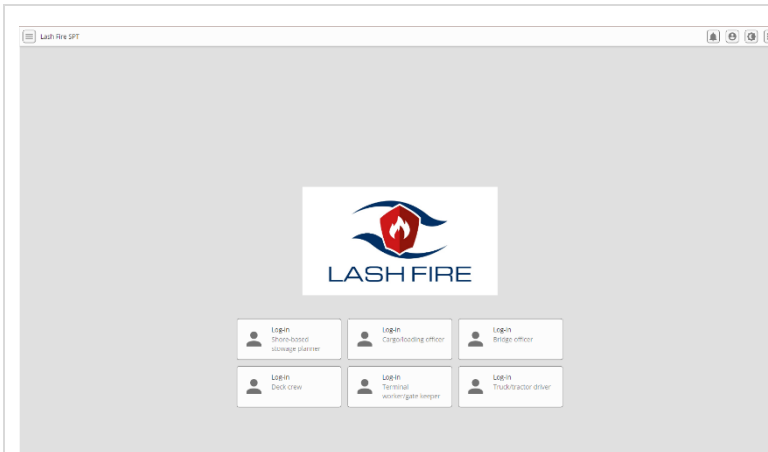 Lash Fire SPT
LASH FIRE
Log-in
Shore-based
stowage planner
Log-in
Cargo/loading officer
Log-in
Bridge officer
Log-in
Deck crew
Log-in
Terminal
worker/gate keeper
Log-in
Truck/tractor driver